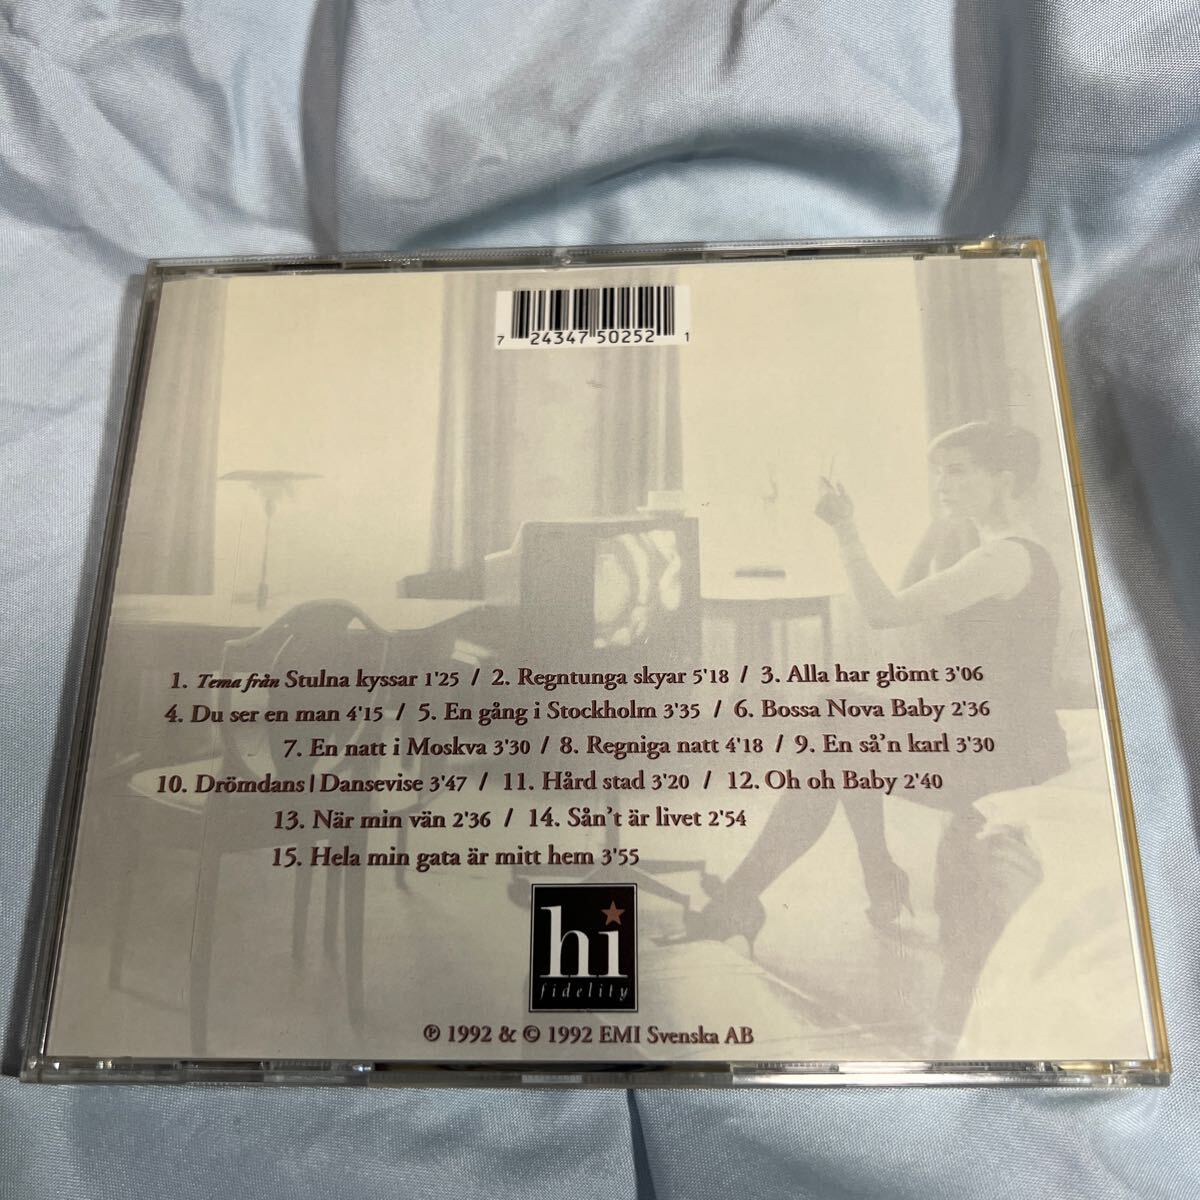 7 24347 50252 1
1. Tema från Stulna kyssar 1'25 / 2. Regntunga skyar 5'18 / 3. Alla har glömt 3'06
4. Du ser en man 4'15 / 5. En gång i Stockholm 3'35 / 6. Bossa Nova Baby 2'36
7. En natt i Moskva 3'30 / 8. Regniga natt 4'18 / 9. En så'n karl 3'30
10. Drömdans | Dansevise 3'47 / 11. Hård stad 3'20 / 12. Oh oh Baby 2'40
13. När min vän 2'36 / 14. Sån't är livet 2'54
15. Hela min gata är mitt hem 3'55
hi
fidelity
℗ 1992 & © 1992 EMI Svenska AB